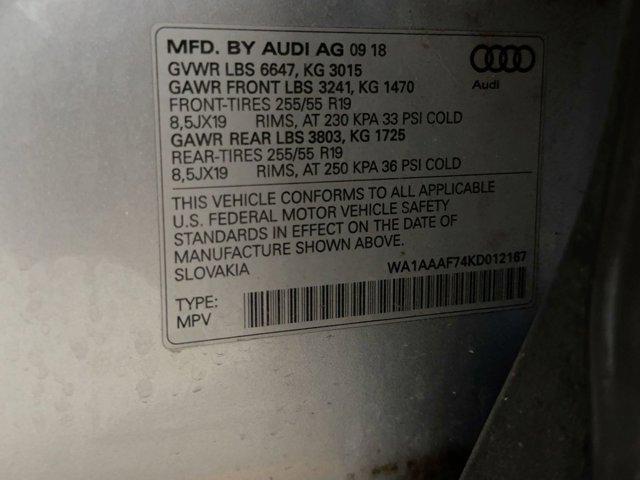 MFD. BY AUDI AG 09 18
GVWR LBS 6647, KG 3015
GAWR FRONT LBS 3241, KG 1470
FRONT-TIRES 255/55 R19
8,5JX19 RIMS, AT 230 KPA 33 PSI COLD
GAWR REAR LBS 3803, KG 1725
REAR-TIRES 255/55 R19
8,5JX19 RIMS, AT 250 KPA 36 PSI COLD
Audi
THIS VEHICLE CONFORMS TO ALL APPLICABLE
U.S. FEDERAL MOTOR VEHICLE SAFETY
STANDARDS IN EFFECT ON THE DATE OF
MANUFACTURE SHOWN ABOVE.
SLOVAKIA WA1AAAF74KD012167
TYPE:
MPV